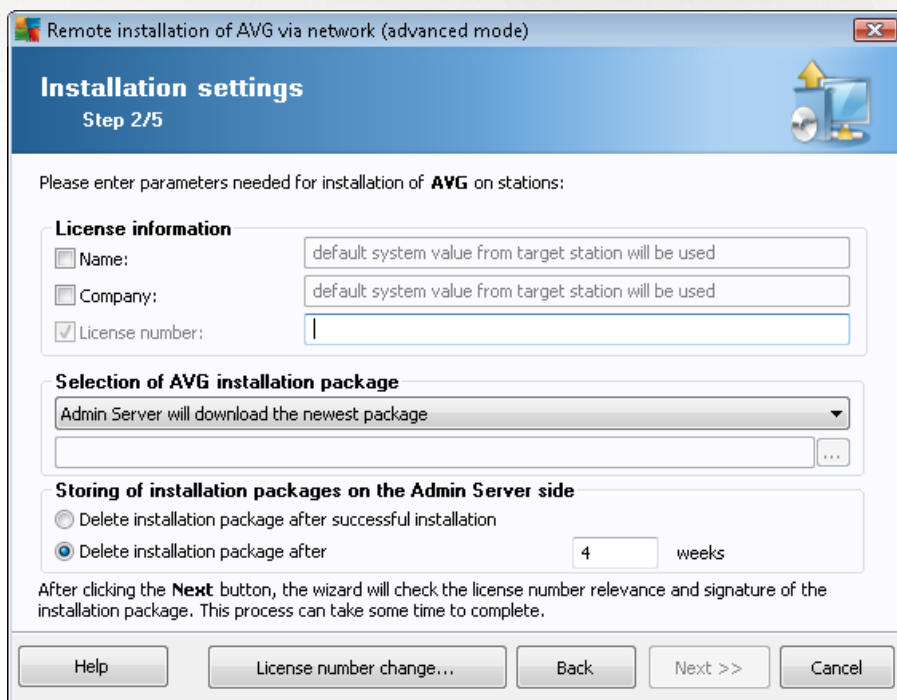 Remote installation of AVG via network (advanced mode)
Installation settings
Step 2/5
Please enter parameters needed for installation of AVG on stations:
License information
Name:
default system value from target station will be used
Company:
default system value from target station will be used
License number:
Selection of AVG installation package
Admin Server will download the newest package
...
Storing of installation packages on the Admin Server side
Delete installation package after successful installation
Delete installation package after 4 weeks
After clicking the Next button, the wizard will check the license number relevance and signature of the
installation package. This process can take some time to complete.
Help License number change... Back Next >> Cancel